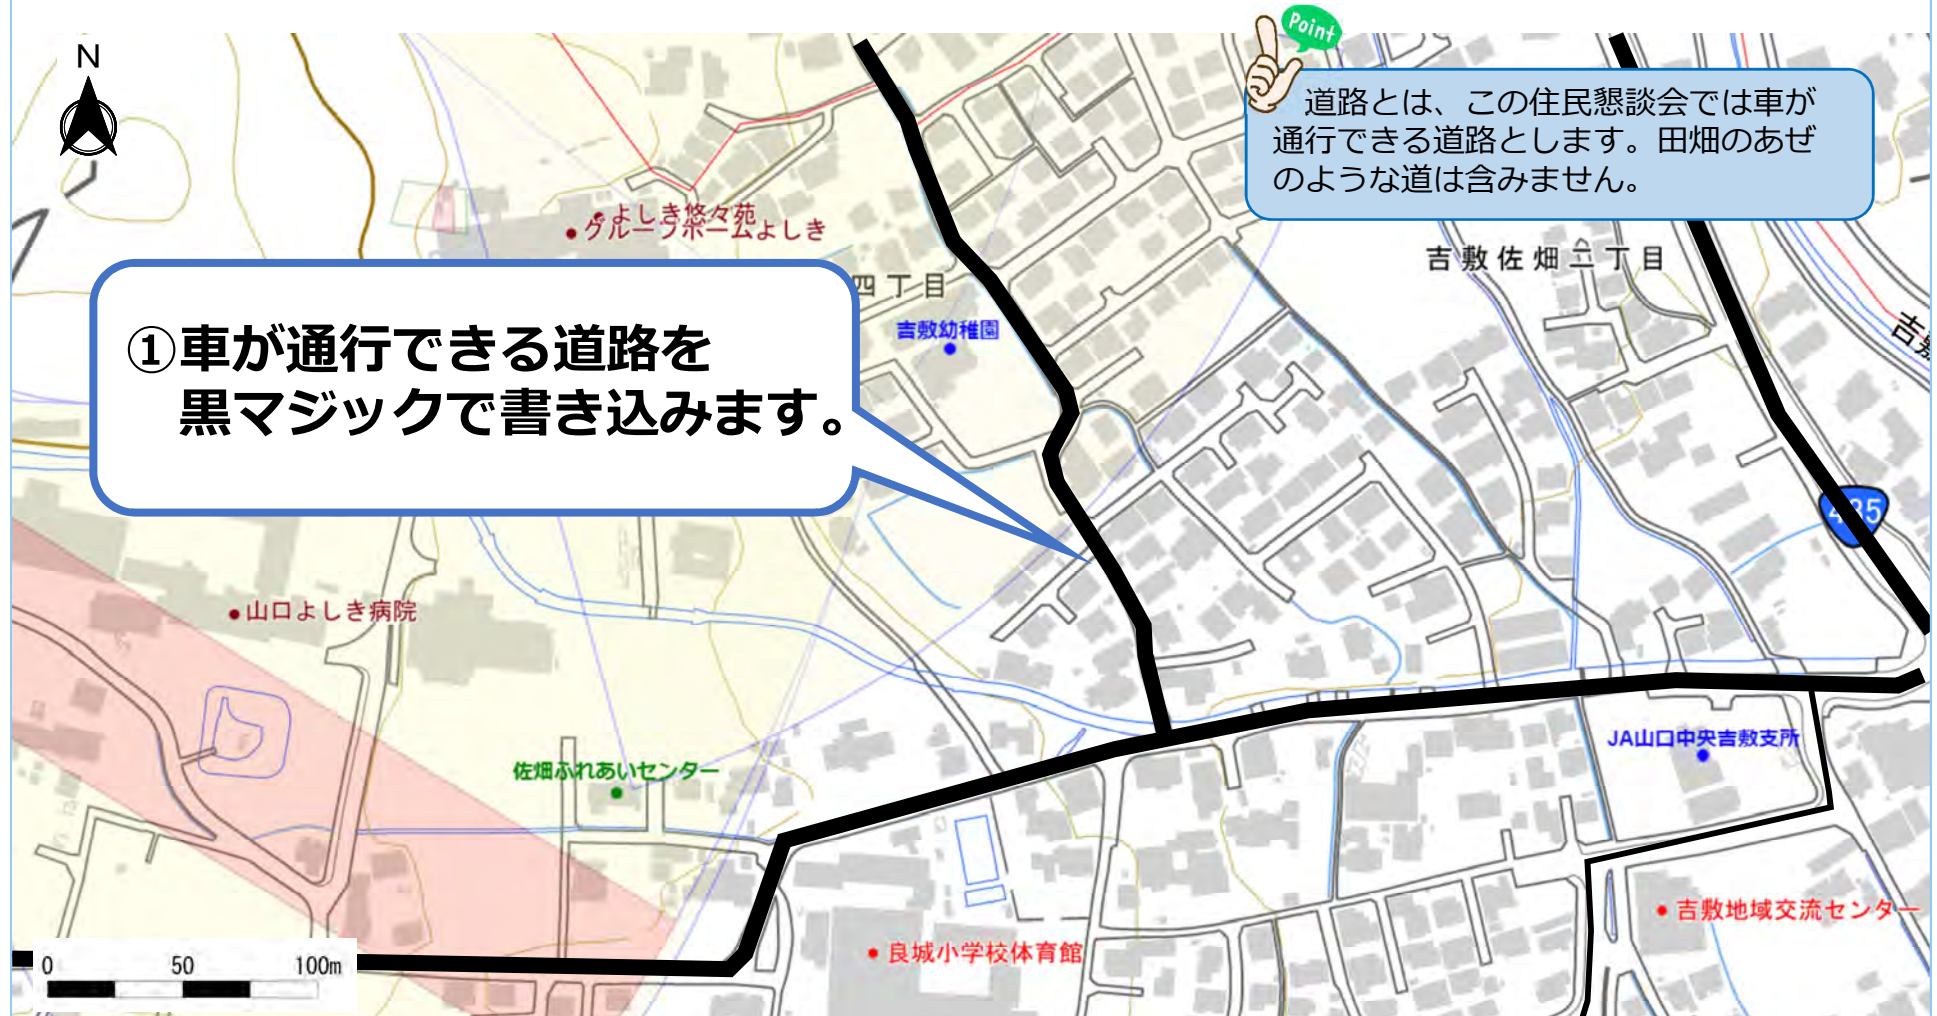 N
Point
道路とは、この住民懇談会では車が
通行できる道路とします。田畑のあぜ
のような道は含みません。
よしき悠々苑
グループホームよしき
四丁目
吉敷佐畑二丁目
吉敷幼稚園
吉敷
①車が通行できる道路を
黒マジックで書き込みます。
435
山口よしき病院
佐畑ふれあいセンター
JA山口中央吉敷支所
吉敷地域交流センター
良城小学校体育館
0 50 100m